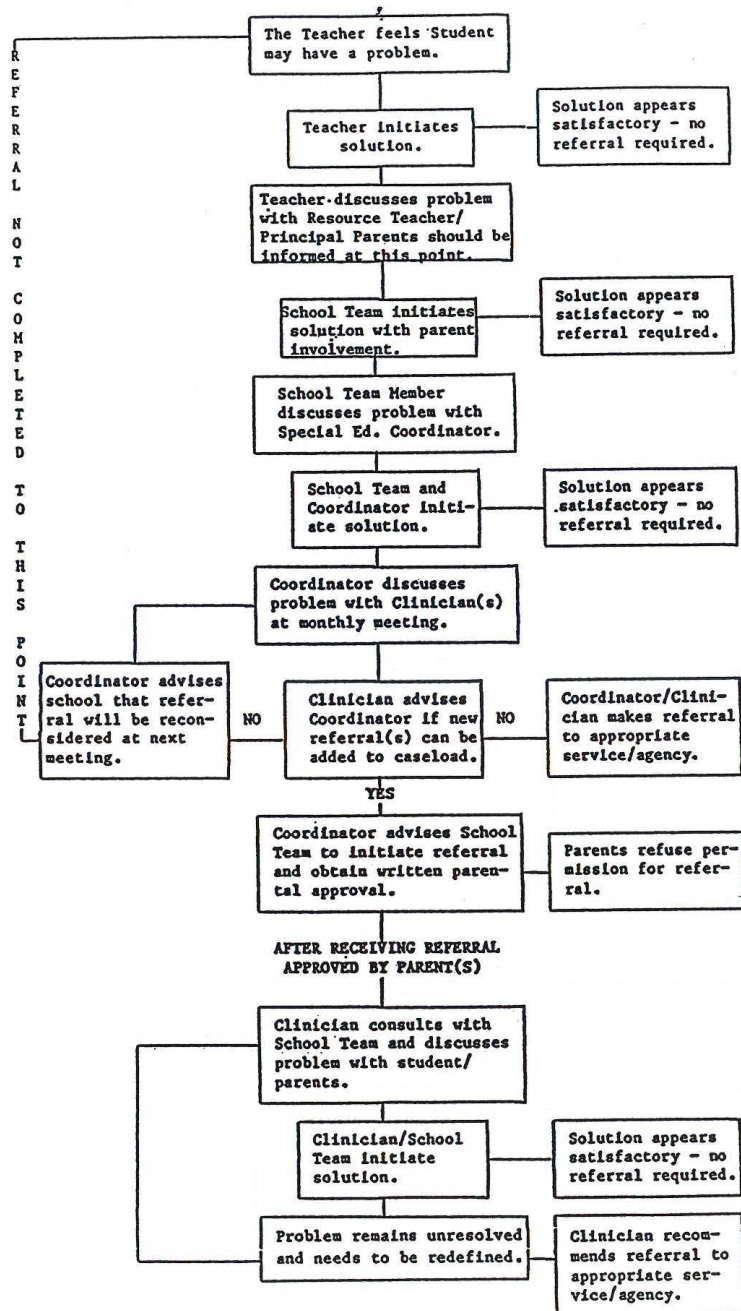 The Teacher feels Student
may have a problem.
Teacher initiates
solution.
Solution appears
satisfactory - no
referral required.
Teacher discusses problem
with Resource Teacher/
Principal Parents should be
informed at this point.
School Team initiates
solution with parent
involvement.
Solution appears
satisfactory - no
referral required.
School Team Member
discusses problem with
Special Ed. Coordinator.
School Team and
Coordinator initi-
ate solution.
Solution appears
satisfactory - no
referral required.
Coordinator discusses
problem with Clinician(s)
at monthly meeting.
REFERRAL NOT COMPLETED TO THIS POINT
Coordinator advises
school that refer-
ral will be recon-
sidered at next
meeting.
NO
Clinician advises
Coordinator if new
referral(s) can be
added to caseload.
NO
Coordinator/Clini-
cian makes referral
to appropriate
service/agency.
YES
Coordinator advises School
Team to initiate referral
and obtain written paren-
tal approval.
Parents refuse per-
mission for refer-
ral.
AFTER RECEIVING REFERRAL
APPROVED BY PARENT(S)
Clinician consults with
School Team and discusses
problem with student/
parents.
Clinician/School
Team initiate
solution.
Solution appears
satisfactory - no
referral required.
Problem remains unresolved
and needs to be redefined.
Clinician recom-
mends referral to
appropriate ser-
vice/agency.